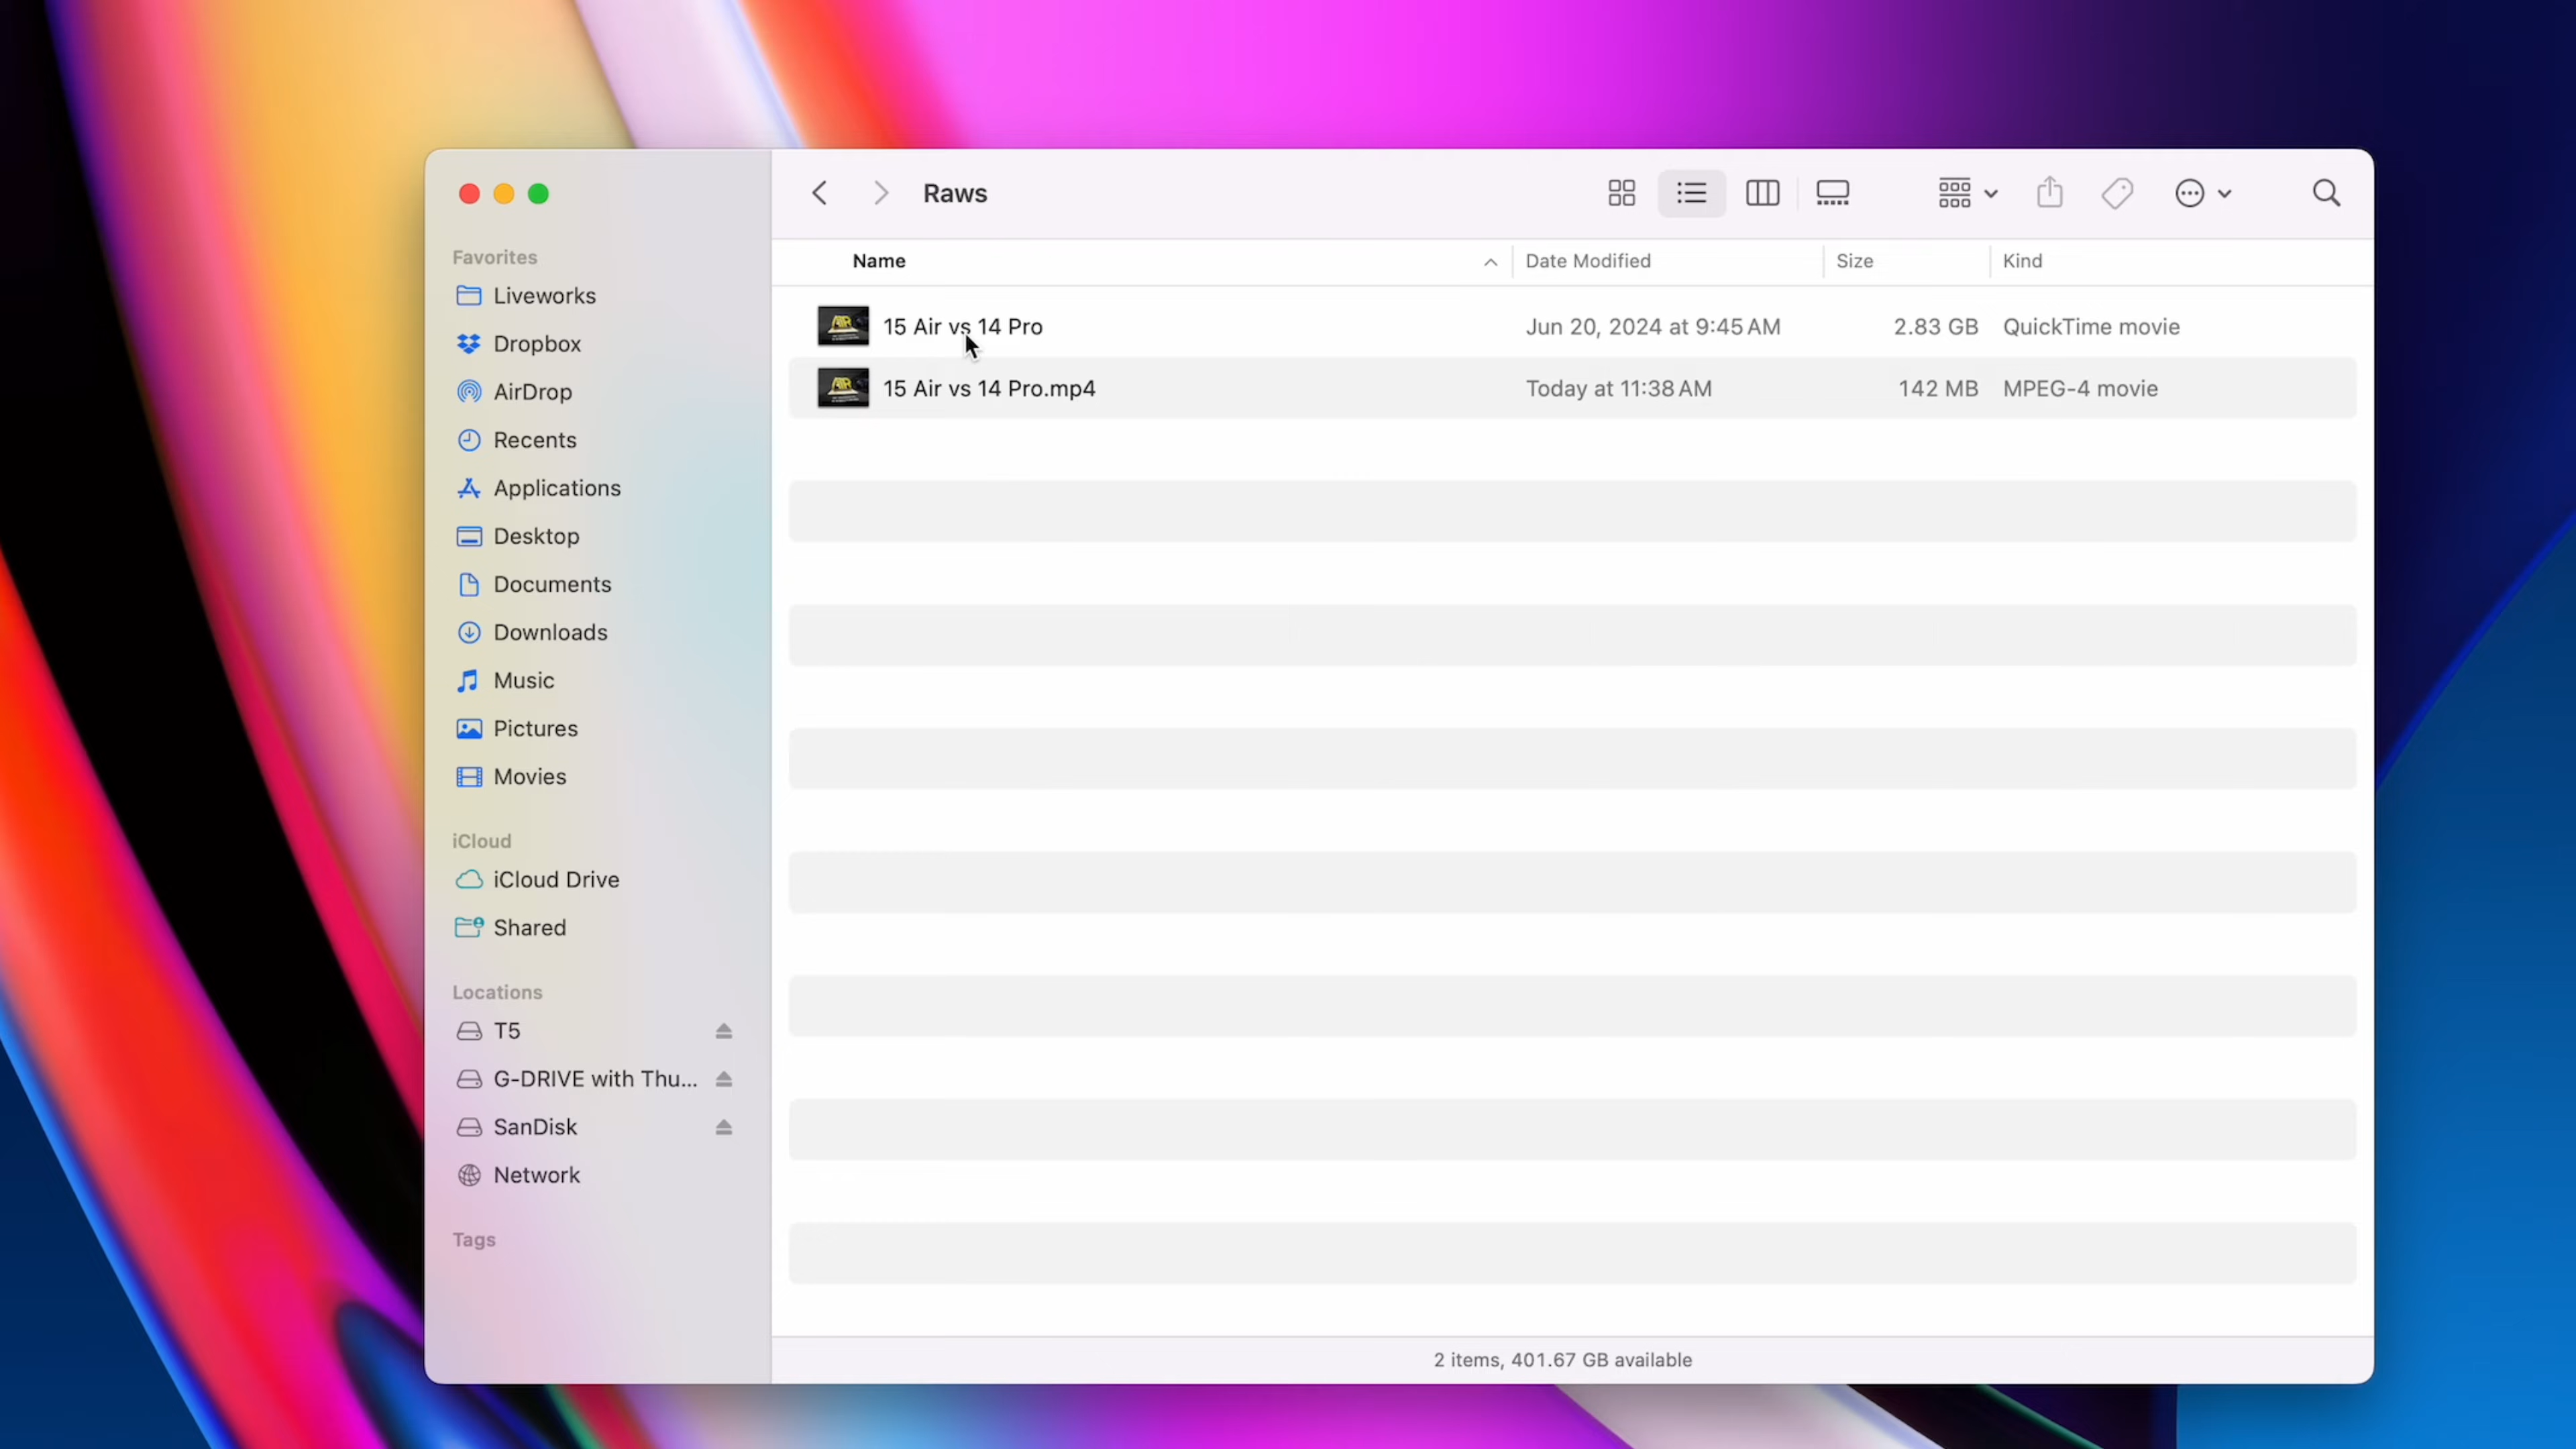 Raws
Favorites
Liveworks
Dropbox
AirDrop
Recents
Applications
Desktop
Documents
Downloads
Music
Pictures
Movies
iCloud
iCloud Drive
Shared
Locations
T5
G-DRIVE with Thu...
SanDisk
Network
Tags
Name Date Modified Size Kind
15 Air vs 14 Pro Jun 20, 2024 at 9:45 AM 2.83 GB QuickTime movie
15 Air vs 14 Pro.mp4 Today at 11:38 AM 142 MB MPEG-4 movie
2 items, 401.67 GB available